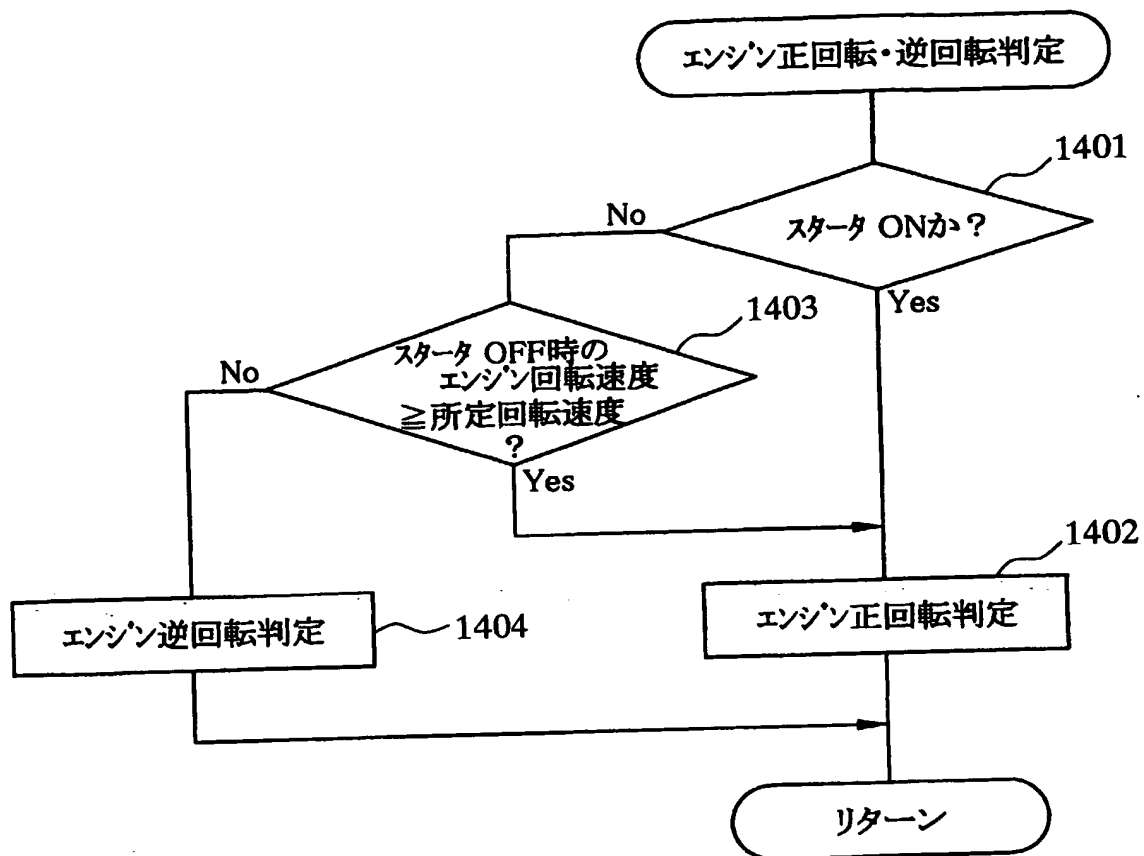 エンジン正回転・逆回転判定
1401
No
スタータ ONか？
Yes
1403
スタータ OFF時の
エンジン回転速度
≧所定回転速度
？
No
Yes
1402
エンジン逆回転判定
1404
エンジン正回転判定
リターン